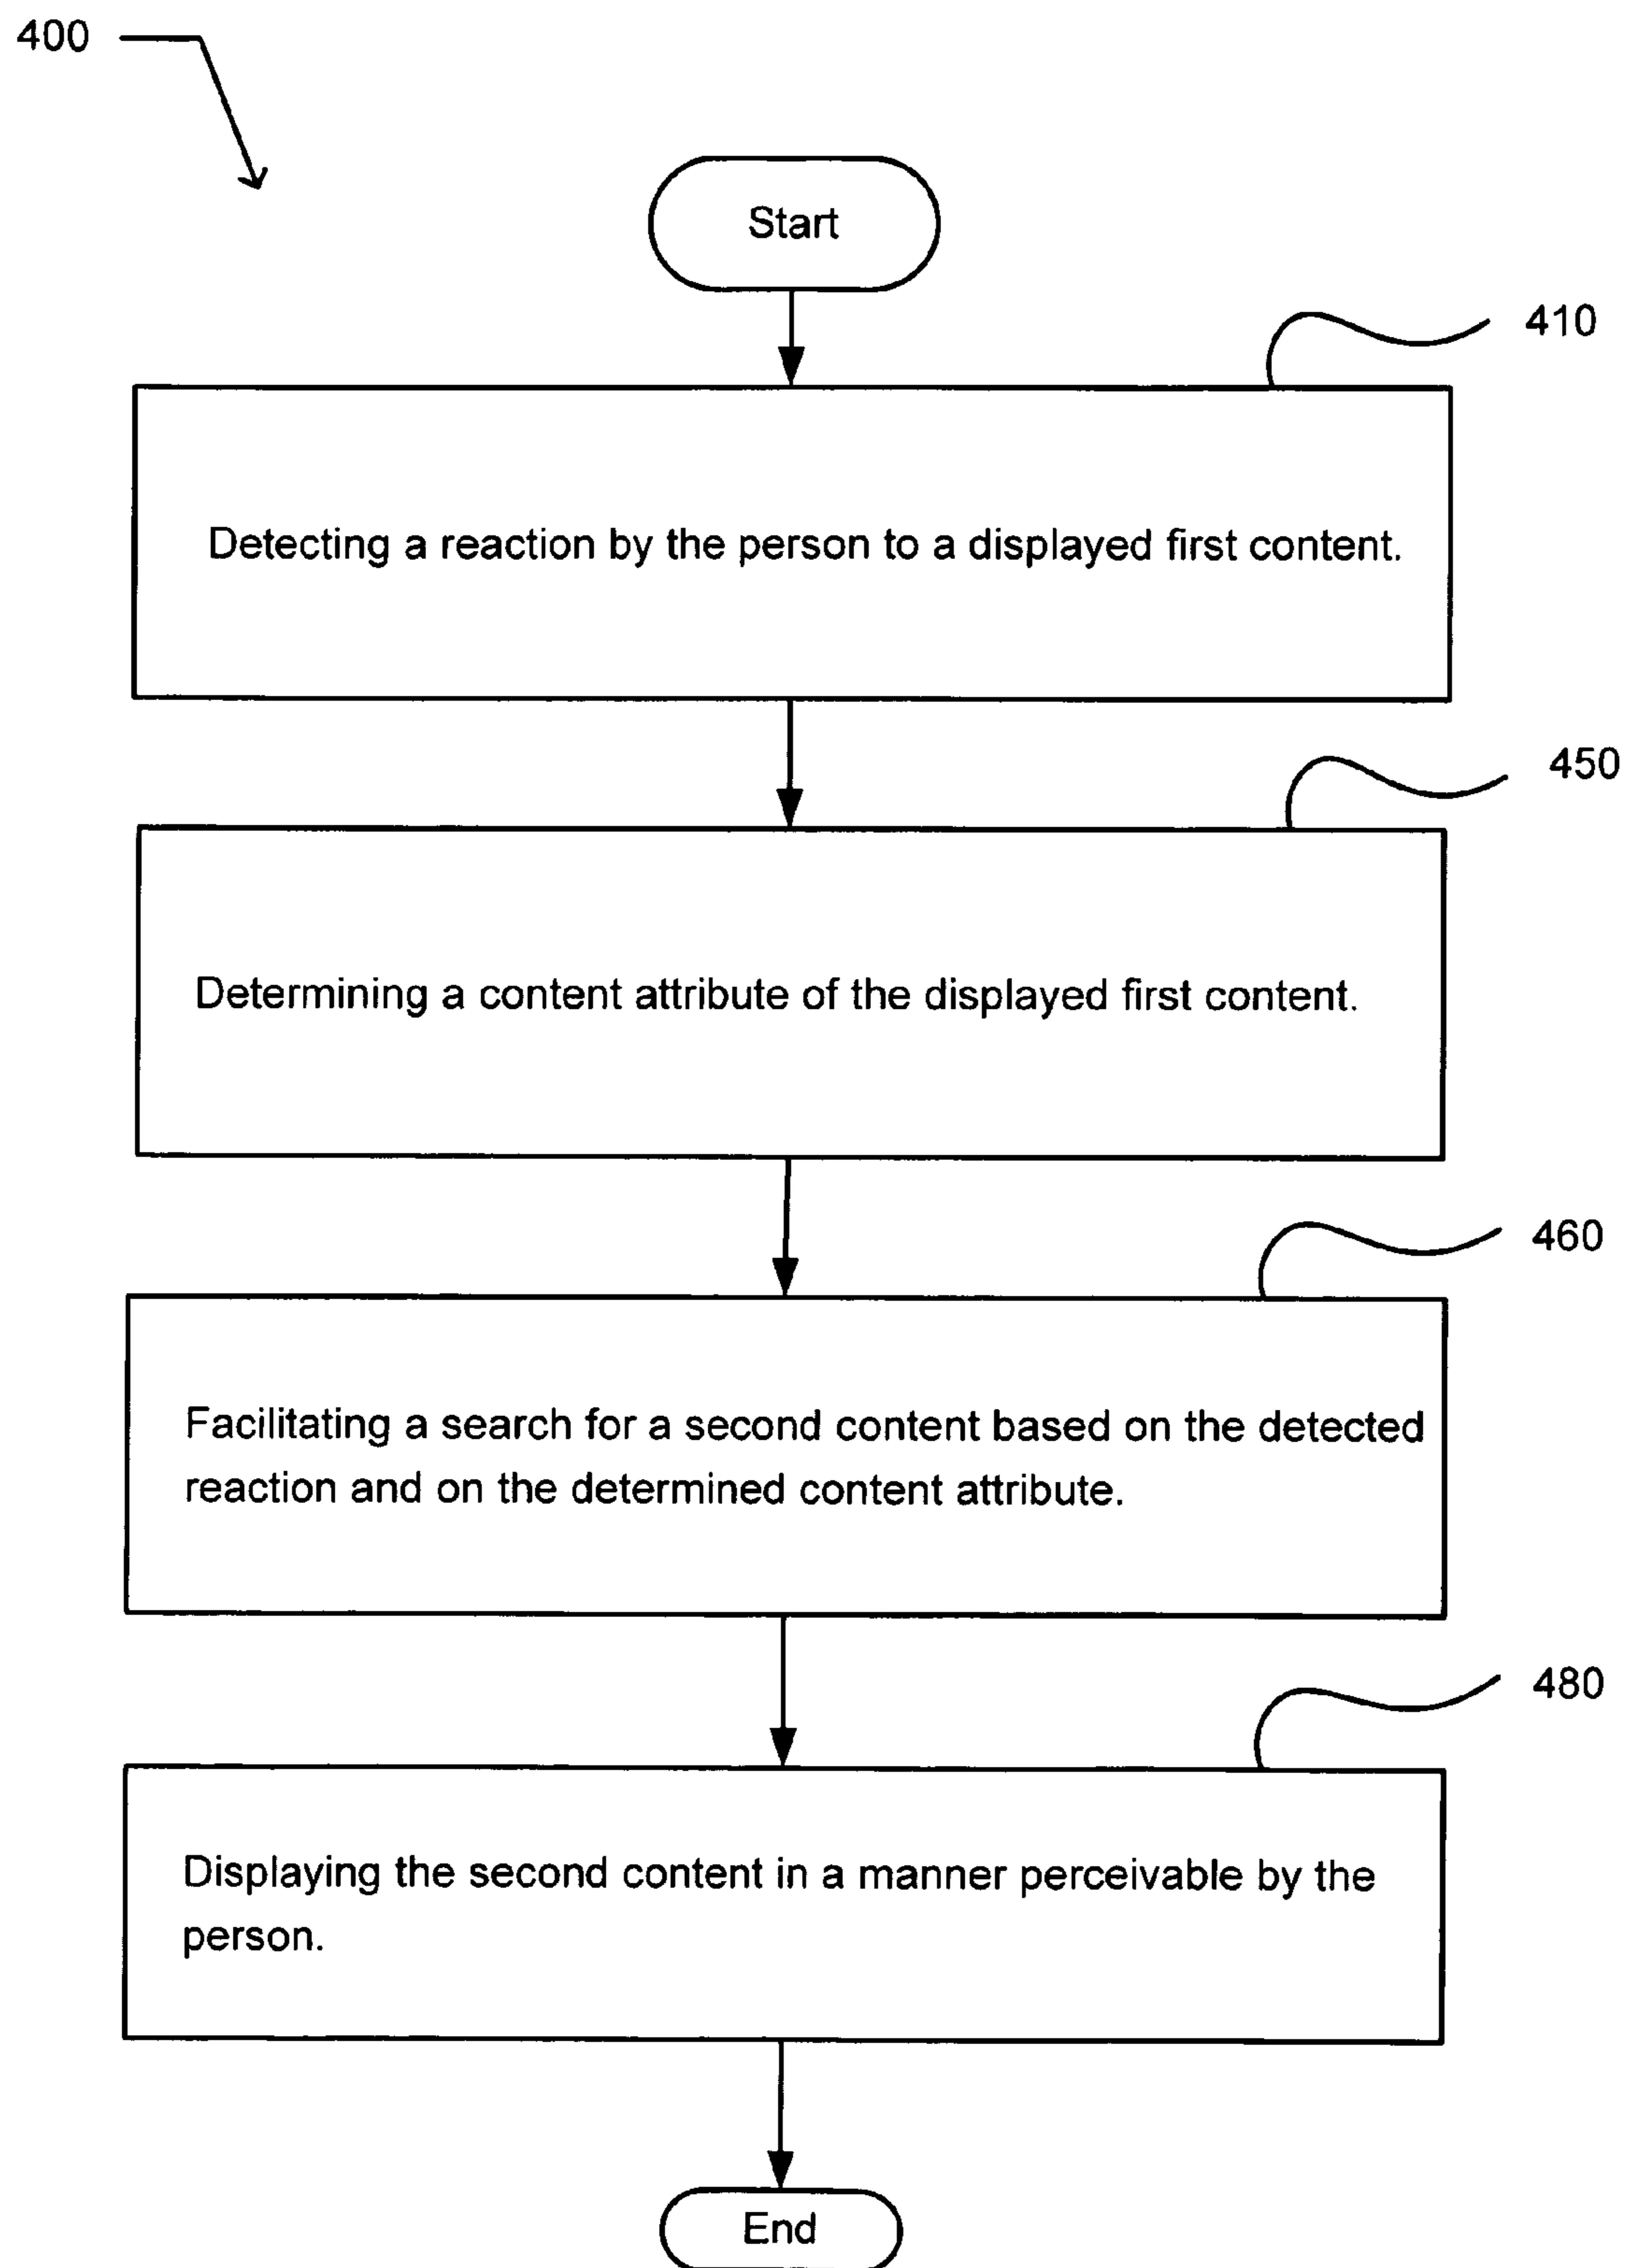 400
Start
410
Detecting a reaction by the person to a displayed first content.
450
Determining a content attribute of the displayed first content.
460
Facilitating a search for a second content based on the detected
reaction and on the determined content attribute.
480
Displaying the second content in a manner perceivable by the
person.
End